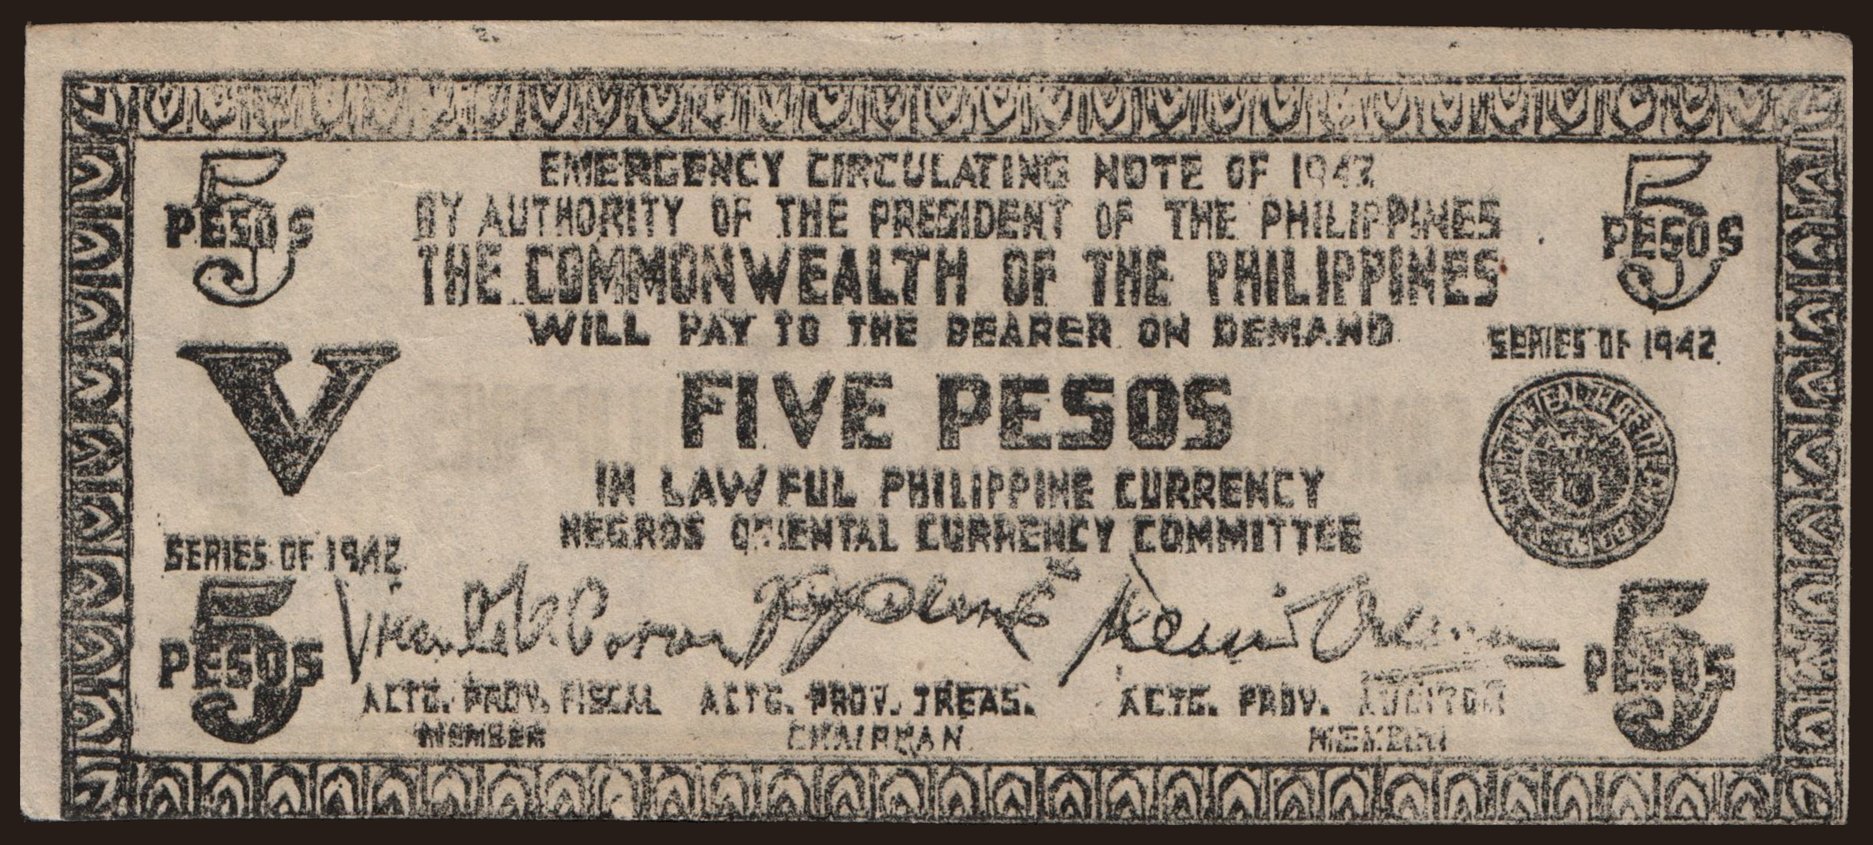 EMERGENCY CIRCULATING NOTE OF 1942
BY AUTHORITY OF THE PRESIDENT OF THE PHILIPPINES
THE COMMONWEALTH OF THE PHILIPPINES
WILL PAY TO THE BEARER ON DEMAND
5
PESOS
5
PESOS
SERIES OF 1942
V
FIVE PESOS
IN LAWFUL PHILIPPINE CURRENCY
NEGROS ORIENTAL CURRENCY COMMITTEE
SERIES OF 1942
5
PESOS
5
PESOS
ACTG. PROV. FISCAL
MEMBER
ACTG. PROV. TREAS.
CHAIRMAN
ACTG. PROV. AUDITOR
MEMBER